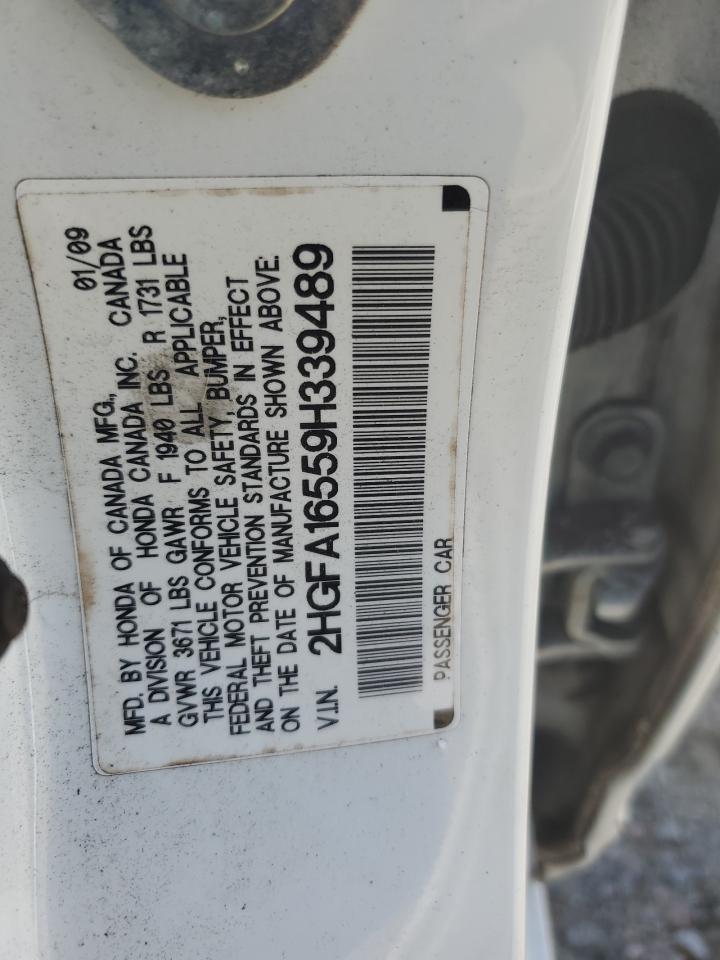 MFD. BY HONDA OF CANADA MFG., 01/09
A DIVISION OF HONDA CANADA INC. CANADA
GVWR 3671 LBS GAWR F 1940 LBS R 1731 LBS
THIS VEHICLE CONFORMS TO ALL APPLICABLE
FEDERAL MOTOR VEHICLE SAFETY, BUMPER,
AND THEFT PREVENTION STANDARDS IN EFFECT
ON THE DATE OF MANUFACTURE SHOWN ABOVE:
V.I.N. 2HGFA16559H339489
PASSENGER CAR